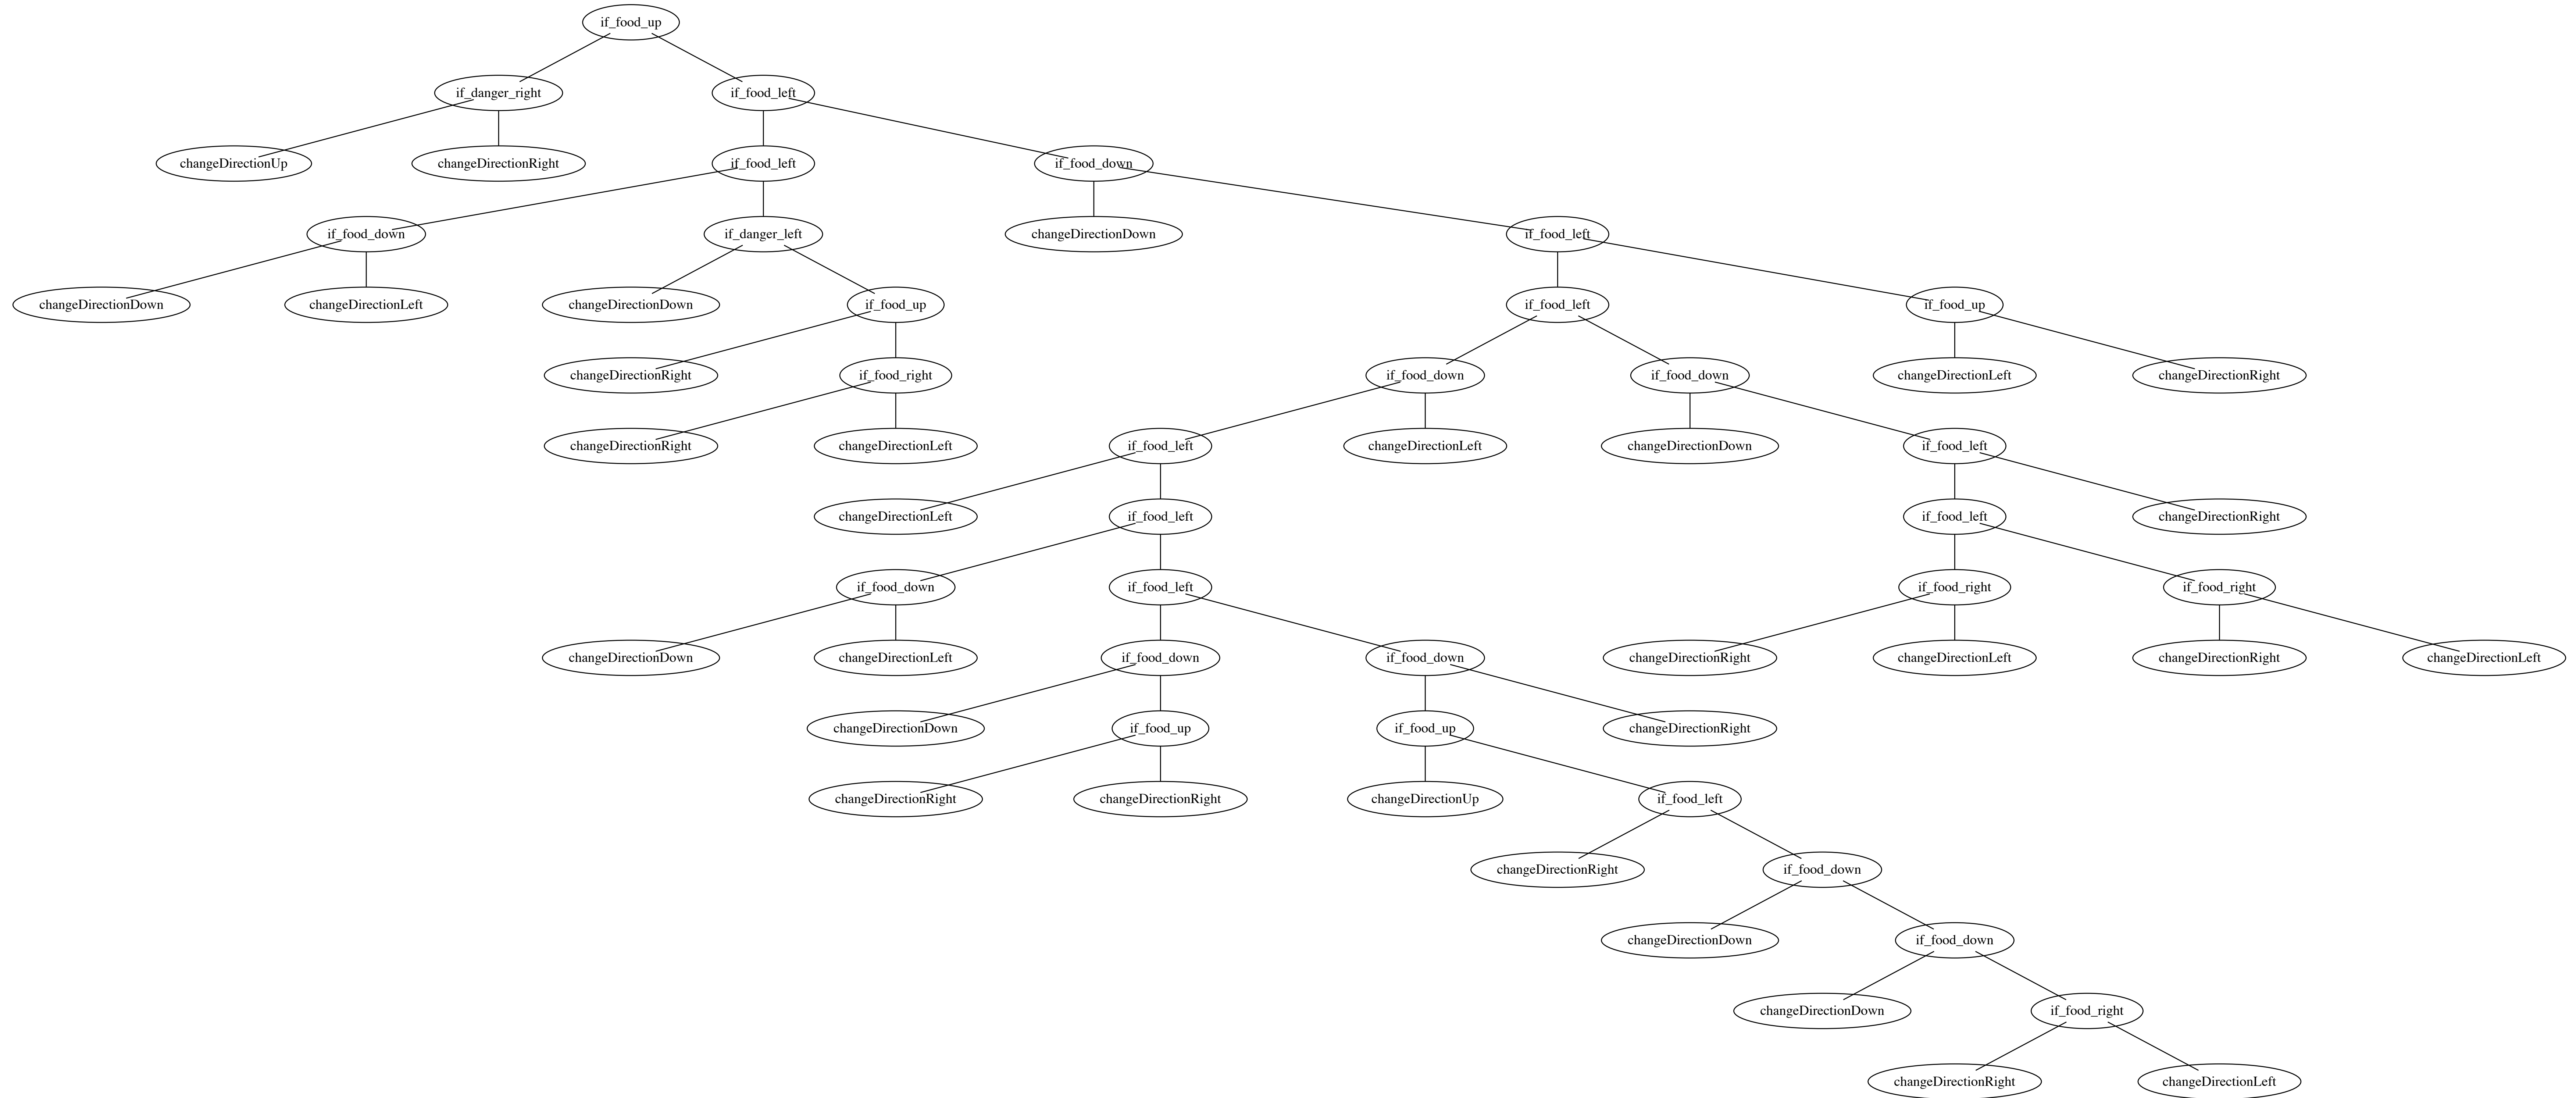 if_food_up
if_danger_right
if_food_left
changeDirectionUp
changeDirectionRight
if_food_left
if_food_down
if_food_down
if_danger_left
changeDirectionDown
if_food_left
changeDirectionDown
changeDirectionLeft
changeDirectionDown
if_food_up
if_food_left
if_food_up
changeDirectionRight
if_food_right
if_food_down
if_food_down
changeDirectionLeft
changeDirectionRight
changeDirectionRight
changeDirectionLeft
if_food_left
changeDirectionLeft
changeDirectionDown
if_food_left
changeDirectionLeft
if_food_left
if_food_left
changeDirectionRight
if_food_down
if_food_left
if_food_right
if_food_right
changeDirectionDown
changeDirectionLeft
if_food_down
if_food_down
changeDirectionRight
changeDirectionLeft
changeDirectionRight
changeDirectionLeft
changeDirectionDown
if_food_up
if_food_up
changeDirectionRight
changeDirectionRight
changeDirectionRight
changeDirectionUp
if_food_left
changeDirectionRight
if_food_down
changeDirectionDown
if_food_down
changeDirectionDown
if_food_right
changeDirectionRight
changeDirectionLeft